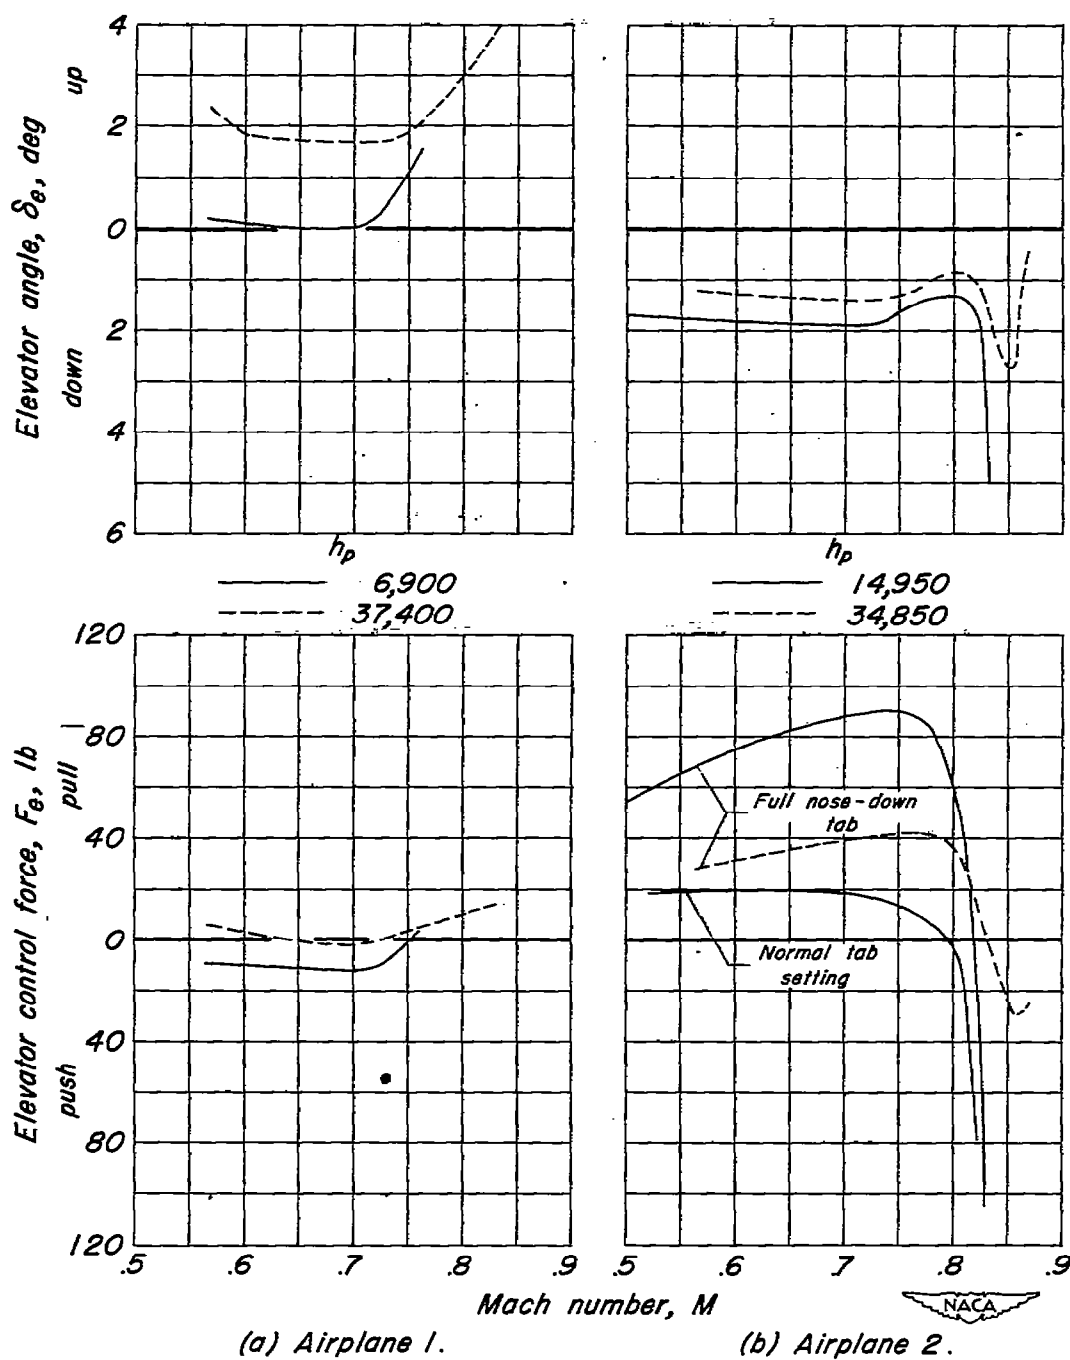 4
2
0
2
4
6
up
down
Elevator angle, δe, deg
hp
6,900
37,400
hp
14,950
34,850
120
80
40
0
40
80
120
pull
push
Elevator control force, Fe, lb
Full nose-down
tab
Normal tab
setting
.5 .6 .7 .8 .9
.5 .6 .7 .8 .9
Mach number, M
NACA
(a) Airplane 1.
(b) Airplane 2.